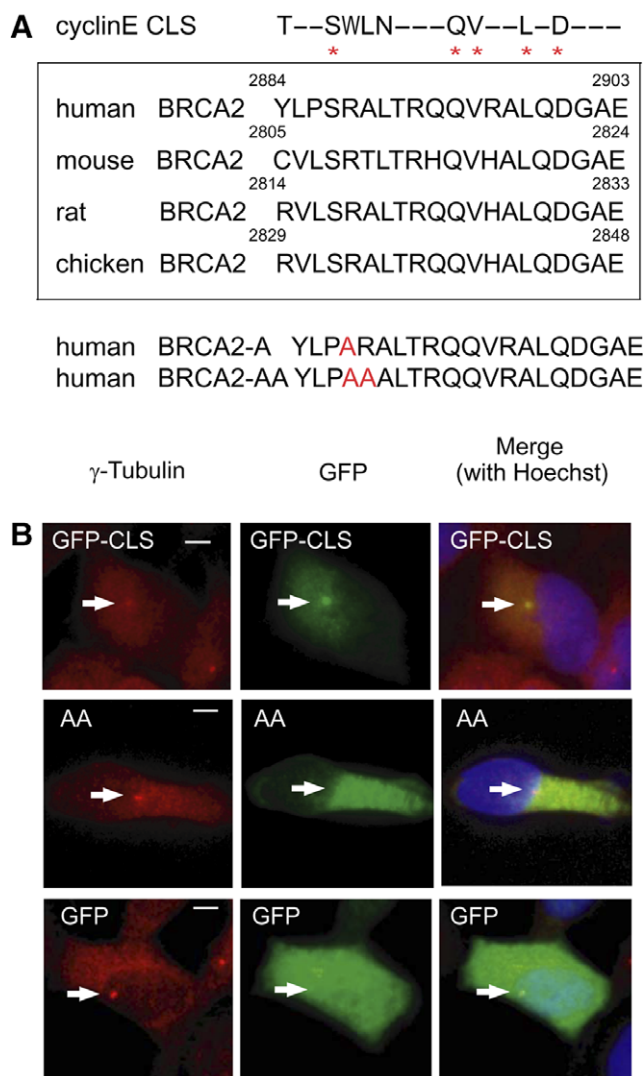 A cyclinE CLS T---SWLN----QV---L--D----
* * * * *
2884 2903
human BRCA2 YLPSRALTRQQVRALQDGAE
2805 2824
mouse BRCA2 CVLSRTLTRHQVHALQDGAE
2814 2833
rat BRCA2 RVLSRALTRQQVHALQDGAE
2829 2848
chicken BRCA2 RVLSRALTRQQVHALQDGAE
human BRCA2-A YLPARALTRQQVRALQDGAE
human BRCA2-AA YLPAAALTRQQVRALQDGAE
γ-Tubulin GFP Merge
(with Hoechst)
B GFP-CLS GFP-CLS GFP-CLS
AA AA AA
GFP GFP GFP